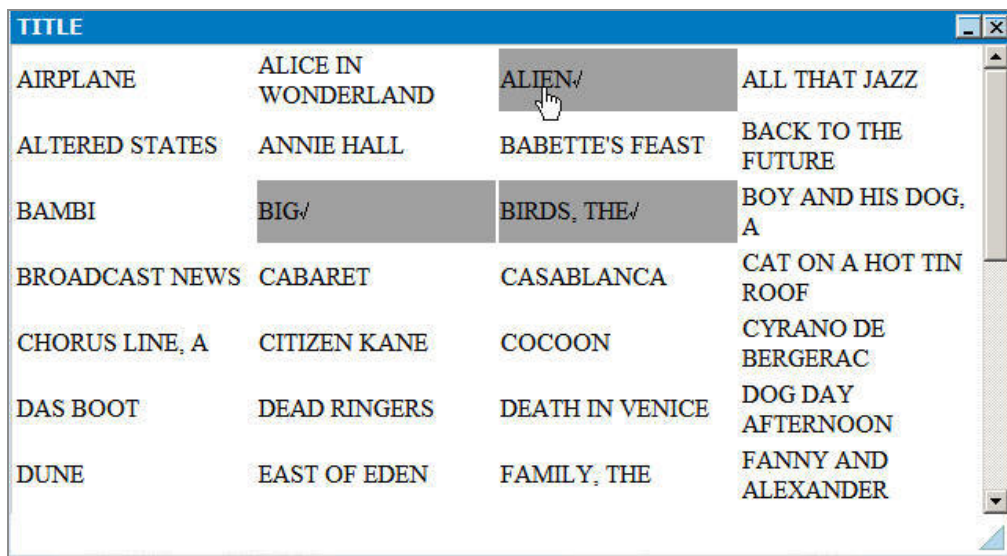 TITLE
AIRPLANE
ALICE IN
WONDERLAND
ALIEN√
ALL THAT JAZZ
ALTERED STATES
ANNIE HALL
BABETTE'S FEAST
BACK TO THE
FUTURE
BAMBI
BIG√
BIRDS, THE√
BOY AND HIS DOG,
A
BROADCAST NEWS
CABARET
CASABLANCA
CAT ON A HOT TIN
ROOF
CHORUS LINE, A
CITIZEN KANE
COCOON
CYRANO DE
BERGERAC
DAS BOOT
DEAD RINGERS
DEATH IN VENICE
DOG DAY
AFTERNOON
DUNE
EAST OF EDEN
FAMILY, THE
FANNY AND
ALEXANDER